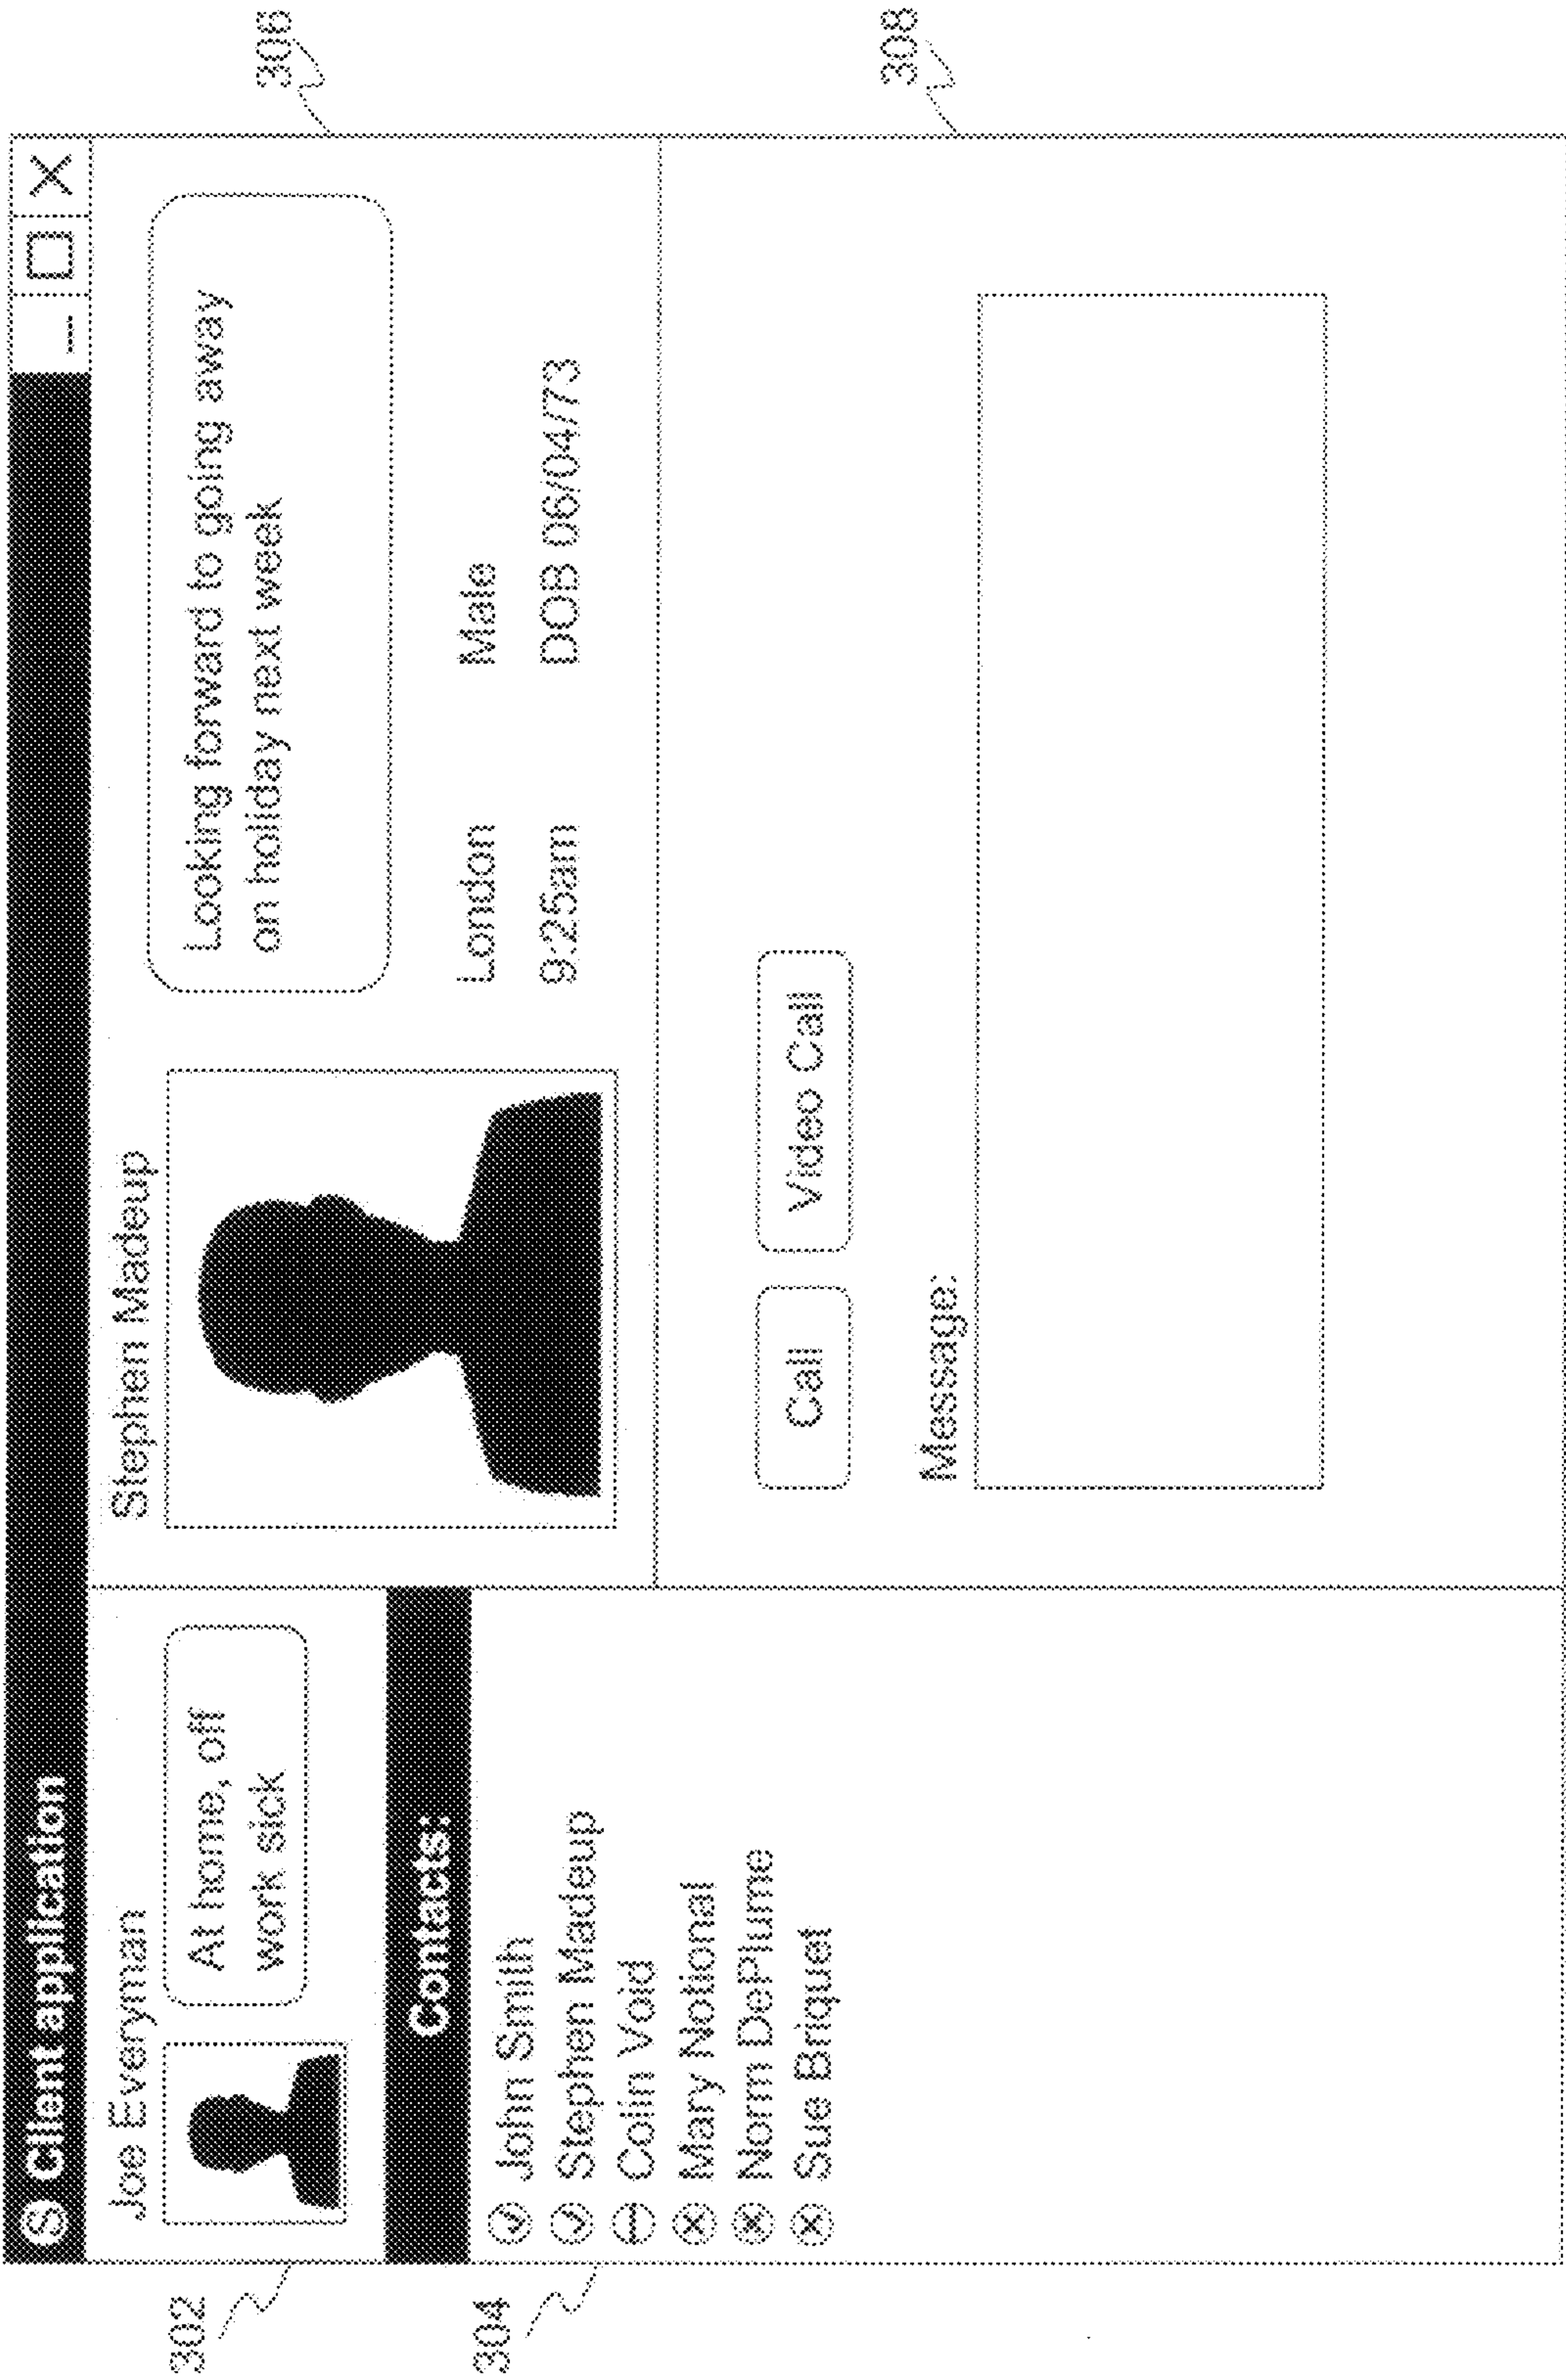 Ⓢ Client application
_ □ X
302
Joe Everyman
At home, off
work sick
304
Contacts:
John Smith
Stephen Madeup
Colin Void
Mary Notional
Norm DePlume
Sue Briquet
306
Stephen Madeup
Looking forward to going away
on holiday next week
London Male
9:25am DOB 06/04/73
308
Call Video Call
Message: